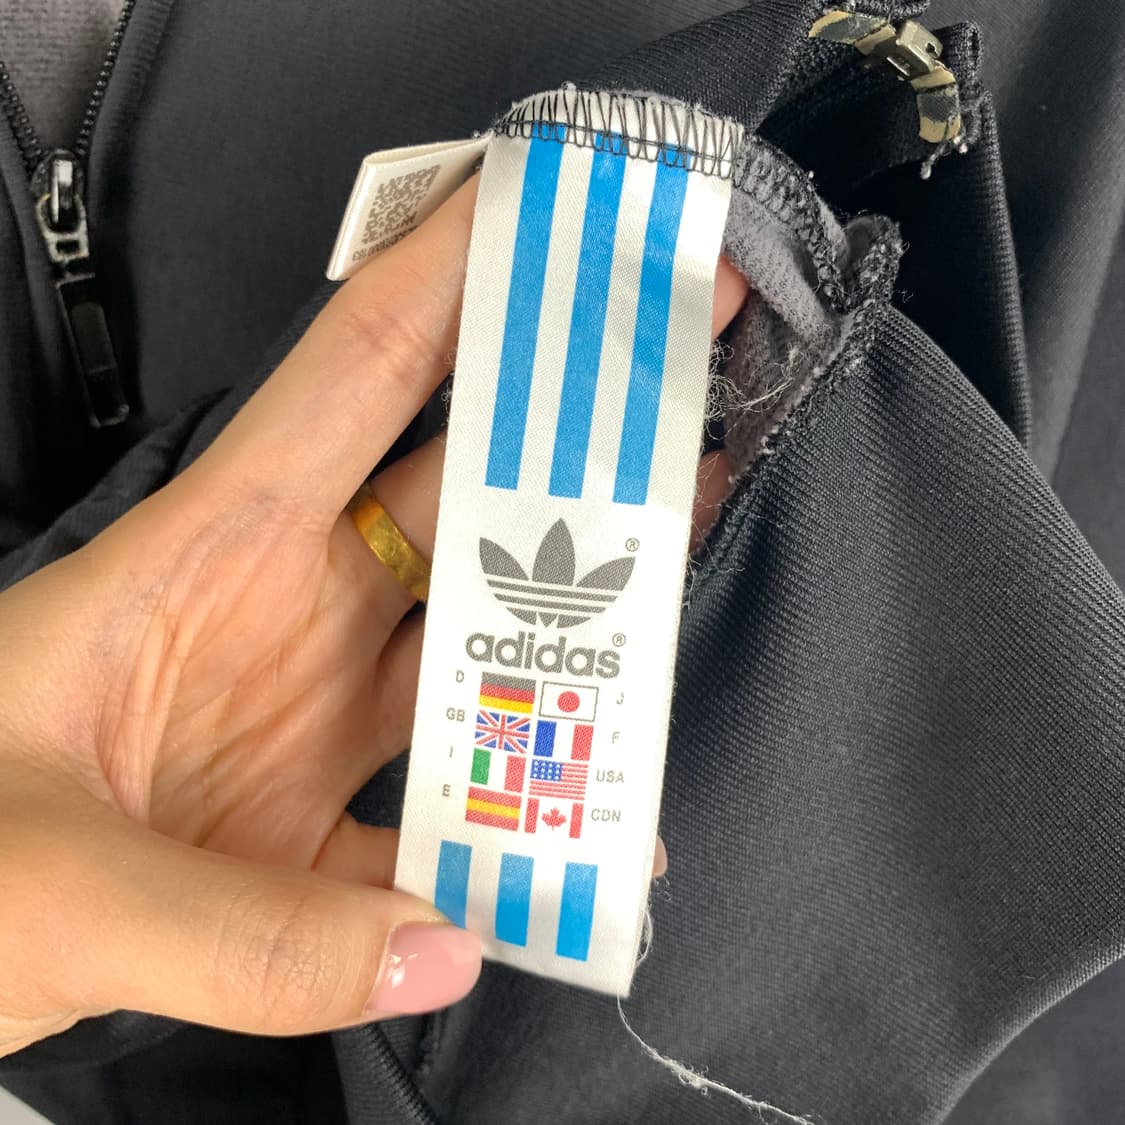 ®
adidas®
D J
GB F
I USA
E CDN